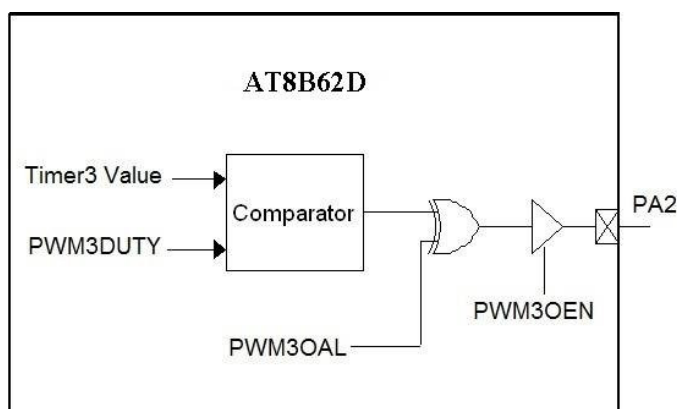 AT8B62D
Timer3 Value
Comparator
PA2
PWM3DUTY
PWM3OEN
PWM3OAL